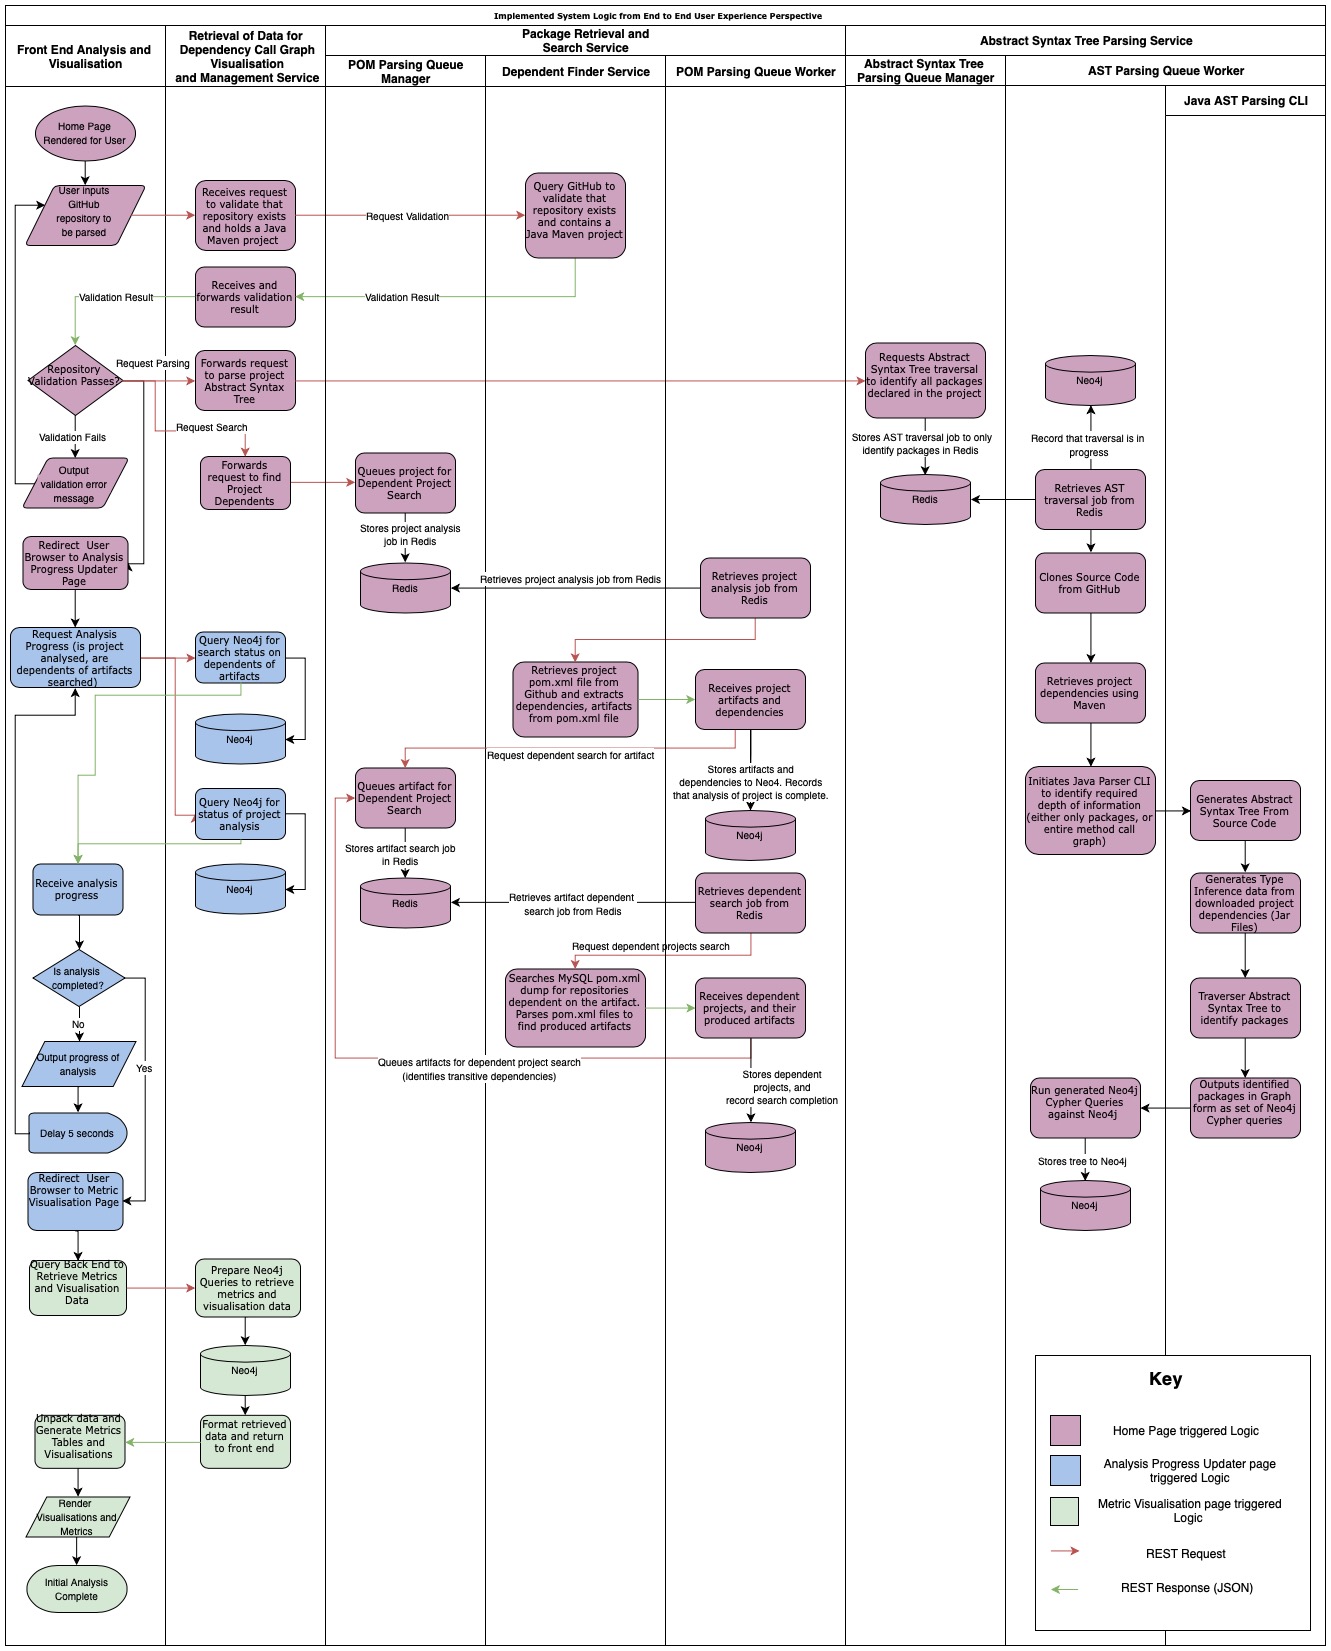 Implemented System Logic from End to End User Experience Perspective
Front End Analysis and
Visualisation
Retrieval of Data for
Dependency Call Graph
Visualisation
and Management Service
Package Retrieval and
Search Service
Abstract Syntax Tree Parsing Service
POM Parsing Queue
Manager
Dependent Finder Service
POM Parsing Queue Worker
Abstract Syntax Tree
Parsing Queue Manager
AST Parsing Queue Worker
Java AST Parsing CLI
Home Page
Rendered for User
User inputs
GitHub
repository to
be parsed
Receives request
to validate that
repository exists
and holds a Java
Maven project
Request Validation
Query GitHub to
validate that
repository exists
and contains a
Java Maven project
Validation Result
Receives and
forwards validation
result
Validation Result
Repository
Validation Passes?
Request Parsing
Forwards request
to parse project
Abstract Syntax
Tree
Requests Abstract
Syntax Tree traversal
to identify all packages
declared in the project
Neo4j
Validation Fails
Request Search
Stores AST traversal job to only
identify packages in Redis
Record that traversal is in
progress
Output
validation error
message
Forwards
request to find
Project
Dependents
Queues project for
Dependent Project
Search
Redis
Retrieves AST
traversal job from
Redis
Stores project analysis
job in Redis
Redirect  User
Browser to Analysis
Progress Updater
Page
Redis
Retrieves project analysis job from Redis
Retrieves project
analysis job from
Redis
Clones Source Code
from GitHub
Request Analysis
Progress (is project
analysed, are
dependents of artifacts
searched)
Query Neo4j for
search status on
dependents of
artifacts
Retrieves project
pom.xml file from
Github and extracts
dependencies, artifacts
from pom.xml file
Receives project
artifacts and
dependencies
Retrieves project
dependencies using
Maven
Neo4j
Request dependent search for artifact
Queues artifact for
Dependent Project
Search
Stores artifacts and
dependencies to Neo4. Records
that analysis of project is complete.
Initiates Java Parser CLI
to identify required
depth of information
(either only packages, or
entire method call
graph)
Generates Abstract
Syntax Tree From
Source Code
Query Neo4j for
status of project
analysis
Neo4j
Stores artifact search job
in Redis
Receive analysis
progress
Neo4j
Redis
Retrieves artifact dependent
search job from Redis
Retrieves dependent
search job from
Redis
Generates Type
Inference data from
downloaded project
dependencies (Jar
Files)
Request dependent projects search
Is analysis
completed?
Searches MySQL pom.xml
dump for repositories
dependent on the artifact.
Parses pom.xml files to
find produced artifacts
Receives dependent
projects, and their
produced artifacts
Traverser Abstract
Syntax Tree to
identify packages
No
Output progress of
analysis
Yes
Queues artifacts for dependent project search
(identifies transitive dependencies)
Stores dependent
projects, and
record search completion
Run generated Neo4j
Cypher Queries
against Neo4j
Outputs identified
packages in Graph
form as set of Neo4j
Cypher queries
Delay 5 seconds
Neo4j
Stores tree to Neo4j
Redirect  User
Browser to Metric
Visualisation Page
Neo4j
Query Back End to
Retrieve Metrics
and Visualisation
Data
Prepare Neo4j
Queries to retrieve
metrics and
visualisation data
Neo4j
Unpack data and
Generate Metrics
Tables and
Visualisations
Format retrieved
data and return
to front end
Render
Visualisations and
Metrics
Initial Analysis
Complete
Key
Home Page triggered Logic
Analysis Progress Updater page
triggered Logic
Metric Visualisation page triggered
Logic
REST Request
REST Response (JSON)